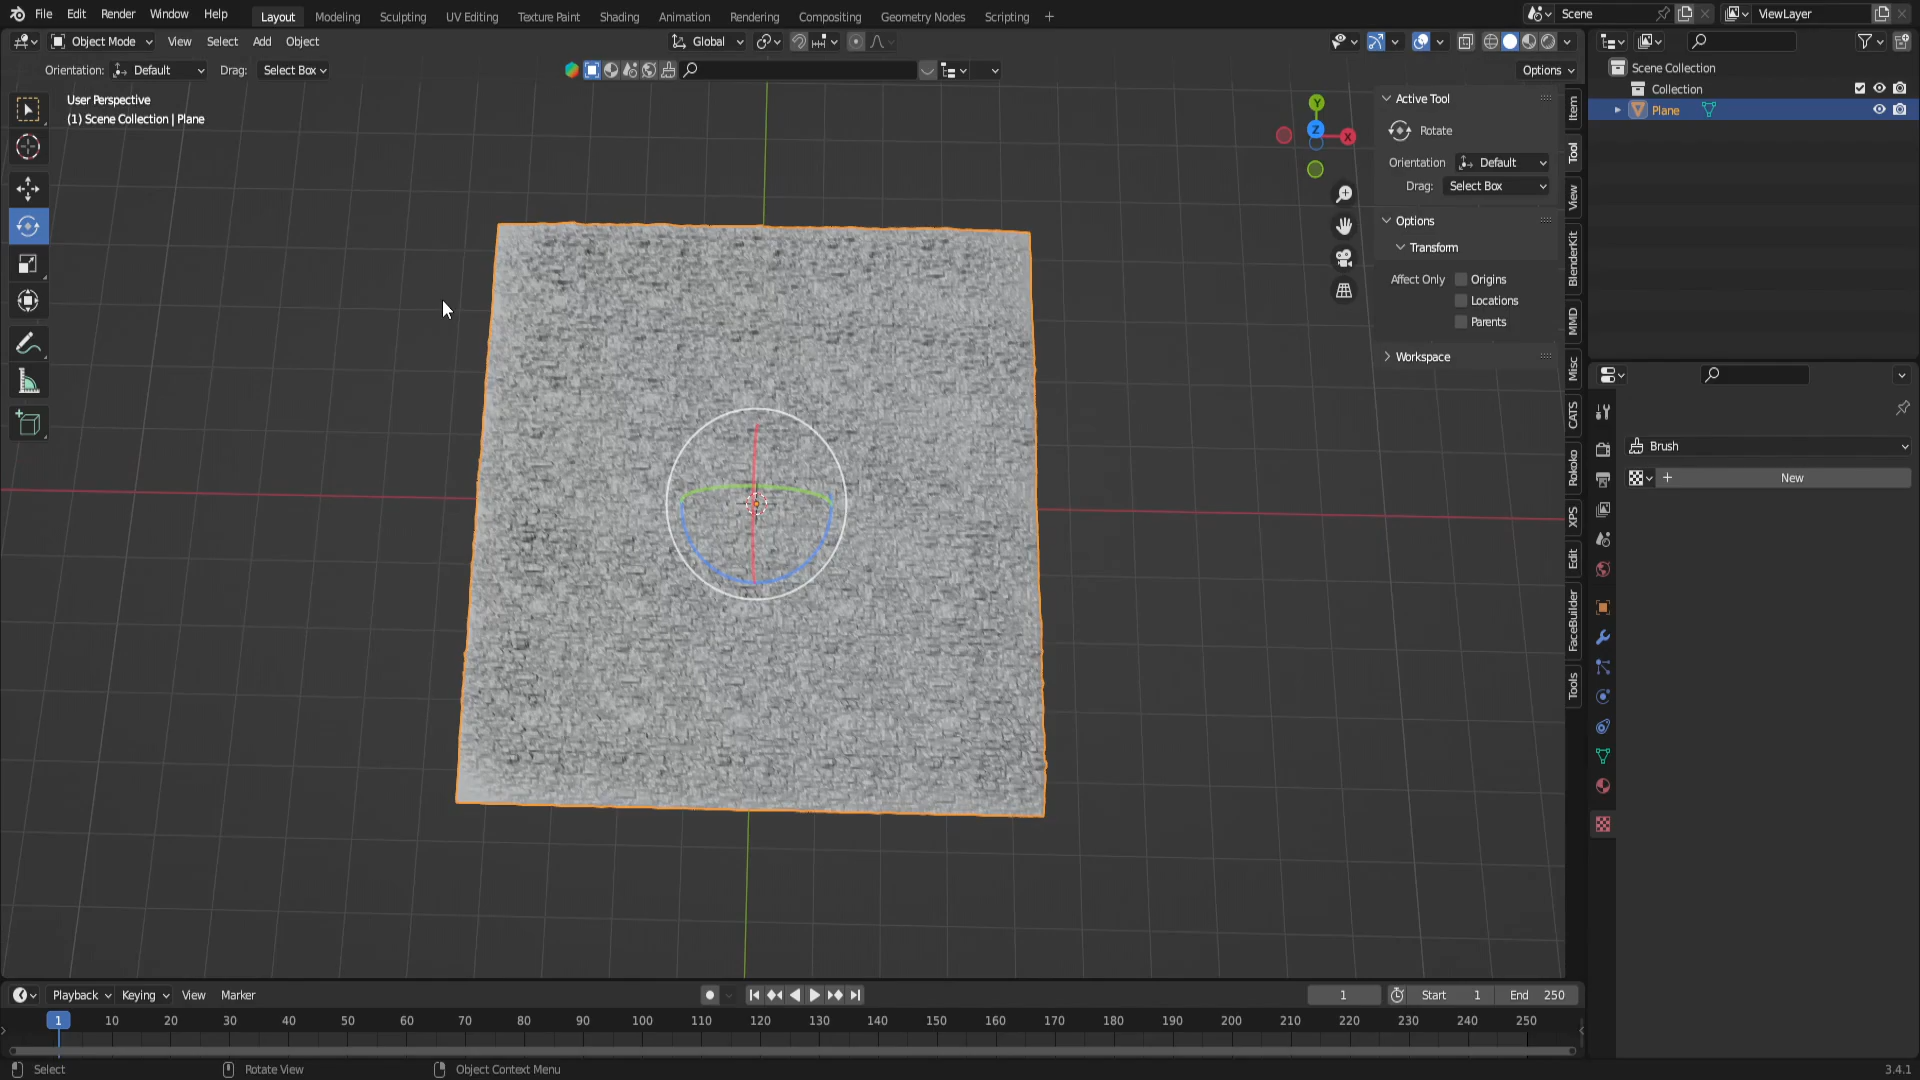 File Edit Render Window Help Layout Modeling Sculpting UV Editing Texture Paint Shading Animation Rendering Compositing Geometry Nodes Scripting + Scene ViewLayer
Object Mode View Select Add Object Global
Orientation: Default Drag: Select Box Options
User Perspective
(1) Scene Collection | Plane
Y
Z
X
Active Tool
Rotate
Orientation Default
Drag: Select Box
Options
Transform
Affect Only Origins
Locations
Parents
Workspace
Item
Tool
View
BlenderKit
MMD
Misc
CATS
Rokoko
XPS
Edit
FaceBuilder
Tools
Scene Collection
Collection
Plane
Brush
+ New
Playback Keying View Marker 1 Start 1 End 250
1 10 20 30 40 50 60 70 80 90 100 110 120 130 140 150 160 170 180 190 200 210 220 230 240 250
Select Rotate View Object Context Menu 3.4.1